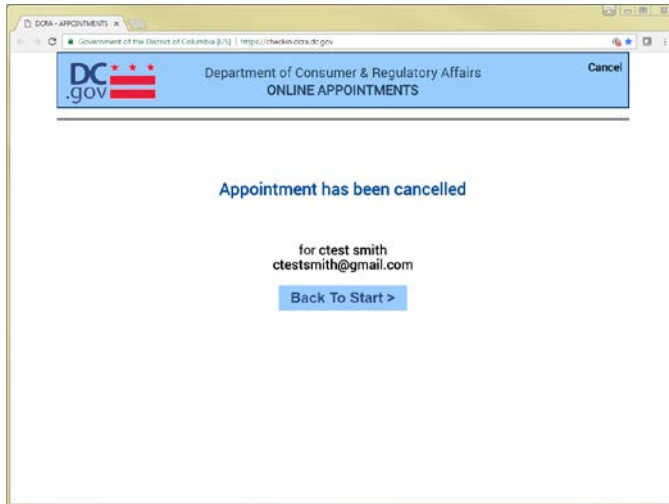 DCRA - APPOINTMENTS
Government of the District of Columbia [US] | https://checkin.dcra.dc.gov
DC
.gov
Department of Consumer & Regulatory Affairs
ONLINE APPOINTMENTS
Cancel
Appointment has been cancelled
for ctest smith
ctestsmith@gmail.com
Back To Start >